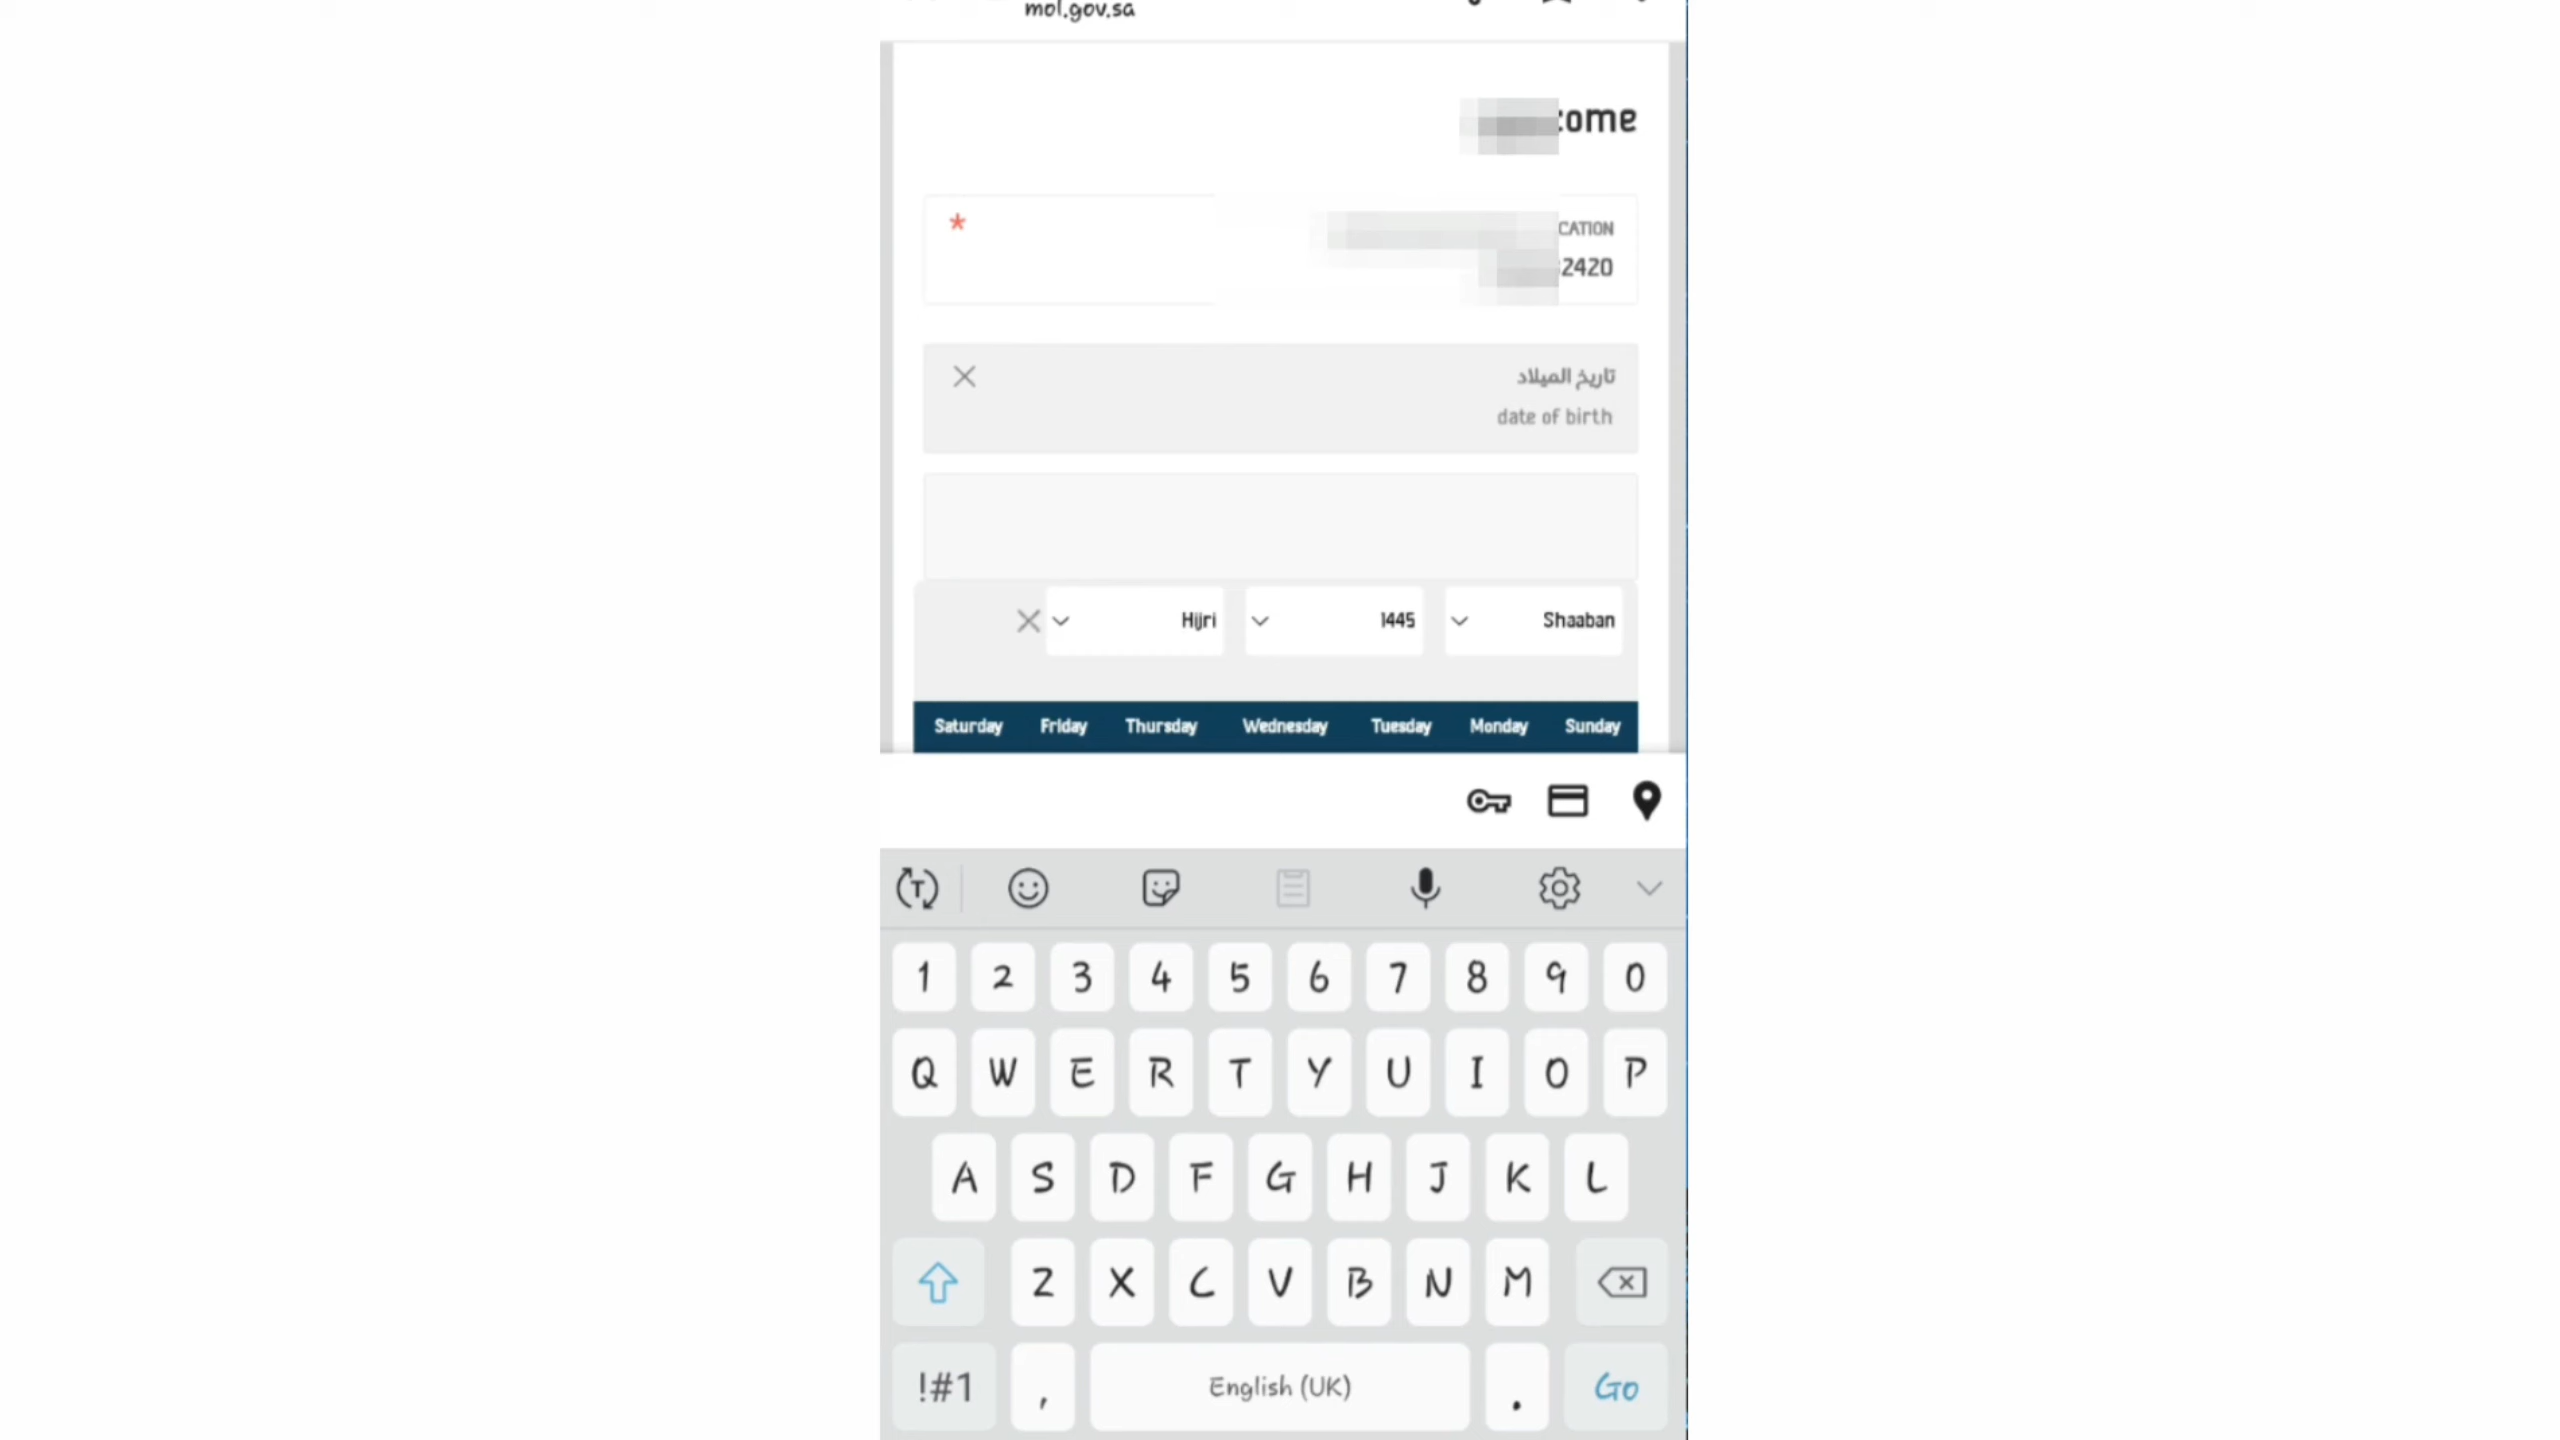 mol.gov.sa
come
CATION
2420
تاريخ الميلاد
date of birth
Hijri 1445 Shaaban
Saturday Friday Thursday Wednesday Tuesday Monday Sunday
1 2 3 4 5 6 7 8 9 0
Q W E R T Y U I O P
A S D F G H J K L
Z X C V B N M
!#1 , English (UK) . Go